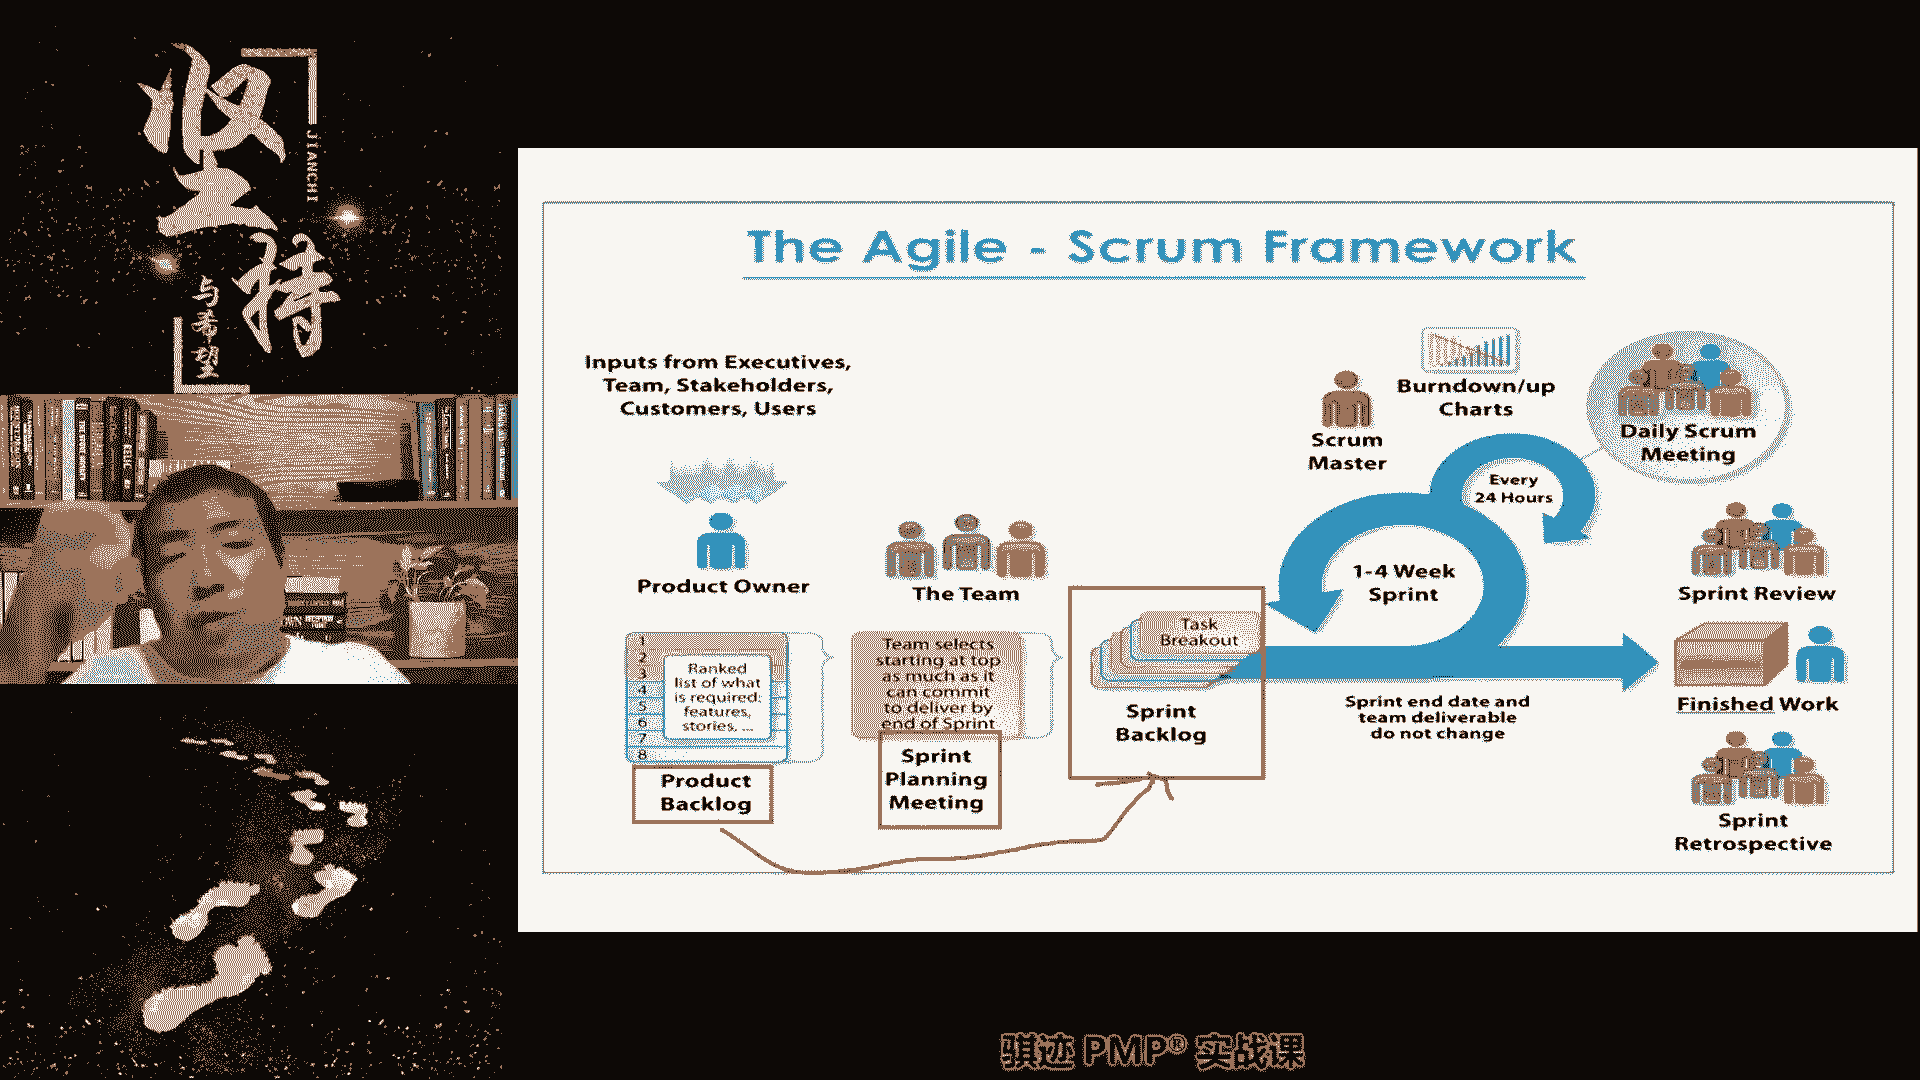 坚持
JIANCHI
与希望
The Agile - Scrum Framework
Inputs from Executives,
Team, Stakeholders,
Customers, Users
Product Owner
The Team
1
2
3
4
5
6
7
8
Ranked
list of what
is required:
features,
stories, ...
Product
Backlog
Team selects
starting at top
as much as it
can commit
to deliver by
end of Sprint
Sprint
Planning
Meeting
Task
Breakout
Sprint
Backlog
Scrum
Master
Burndown/up
Charts
Every
24 Hours
1-4 Week
Sprint
Sprint end date and
team deliverable
do not change
Daily Scrum
Meeting
Sprint Review
Finished Work
Sprint
Retrospective
骐迹 PMP® 实战课